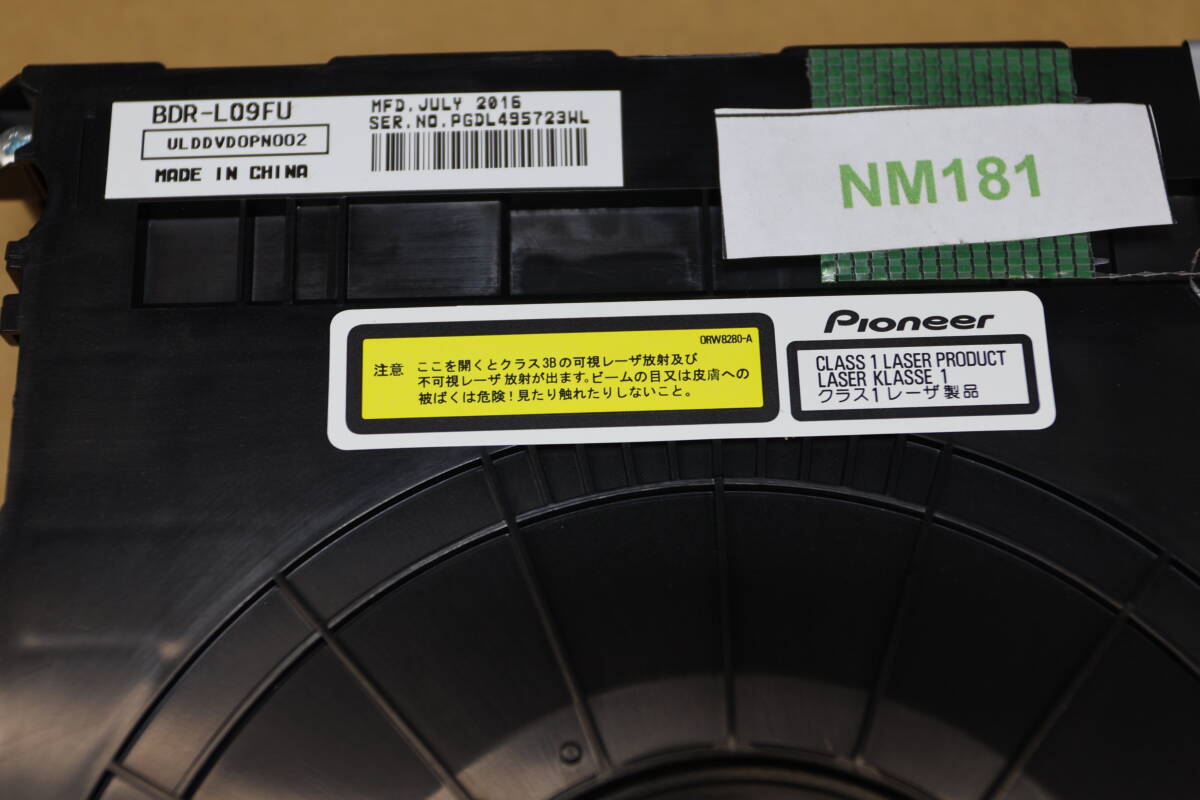 BDR-L09FU
ULDDVDOPN002
MADE IN CHINA
MFD.JULY 2016
SER.NO.PGDL495723WL
NM181
ORW8280-A
注意 ここを開くとクラス3Bの可視レーザ放射及び
不可視レーザ放射が出ます。ビームの目又は皮膚への
被ばくは危険！見たり触れたりしないこと。
Pioneer
CLASS 1 LASER PRODUCT
LASER KLASSE 1
クラス1 レーザ製品